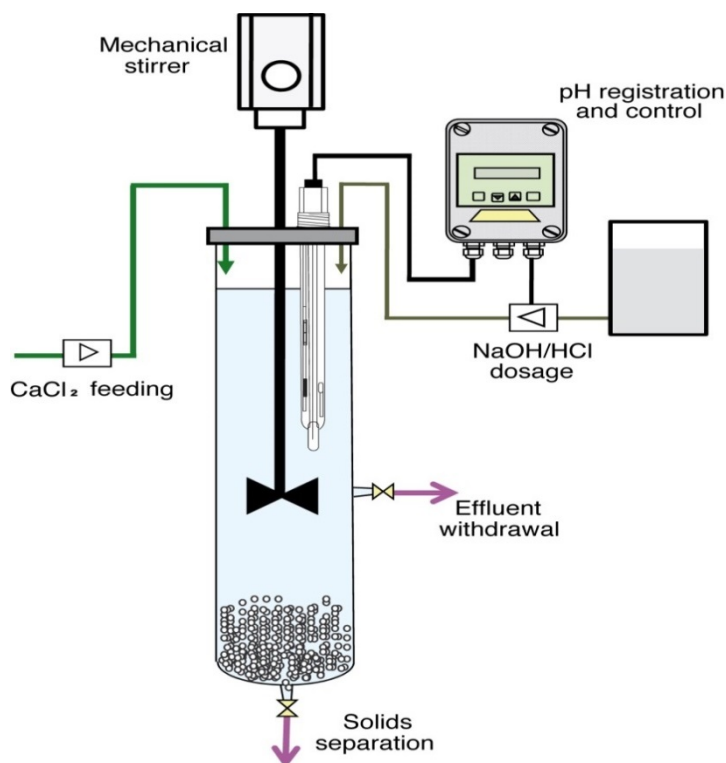 Mechanical
stirrer
pH registration
and control
CaCl₂ feeding
NaOH/HCl
dosage
Effluent
withdrawal
Solids
separation